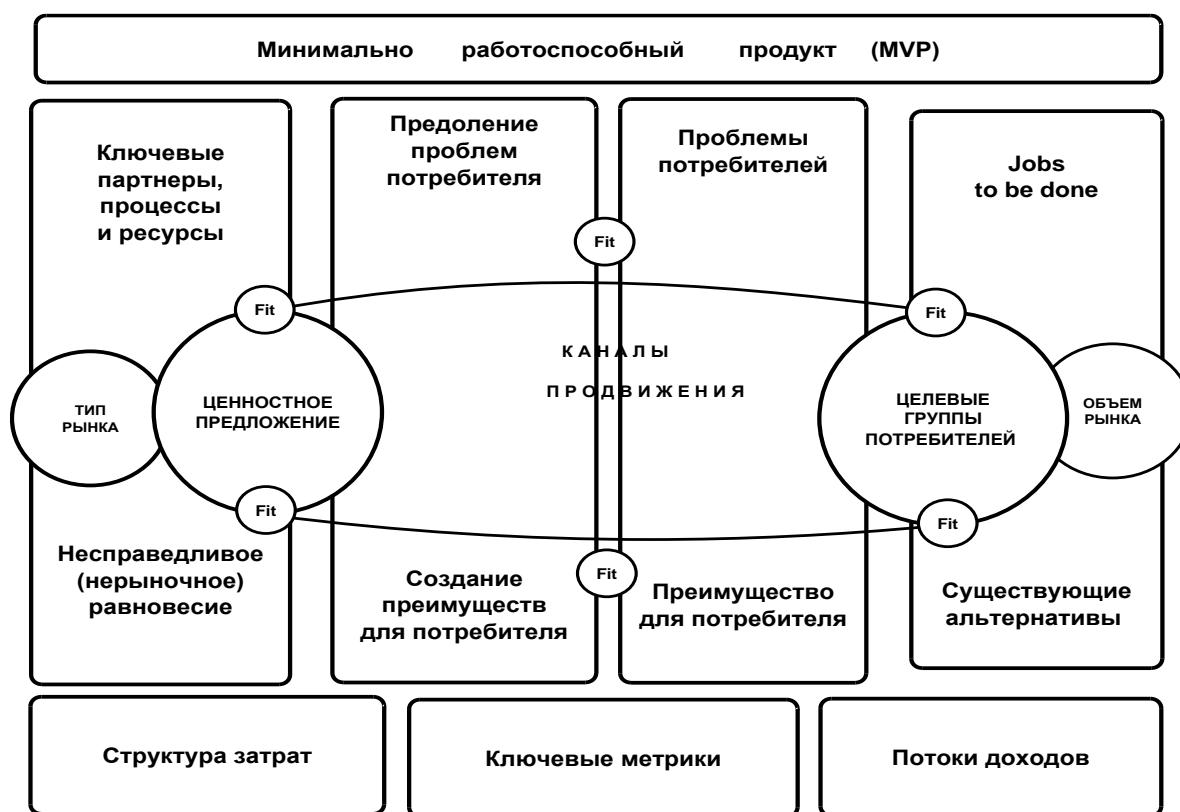 Минимально работоспособный продукт (MVP)
Ключевые
партнеры,
процессы
и ресурсы
Предоление
проблем
потребителя
Проблемы
потребителей
Jobs
to be done
Fit
Fit
Fit
КАНАЛЫ
ПРОДВИЖЕНИЯ
ТИП
РЫНКА
ЦЕННОСТНОЕ
ПРЕДЛОЖЕНИЕ
ЦЕЛЕВЫЕ
ГРУППЫ
ПОТРЕБИТЕЛЕЙ
ОБЪЕМ
РЫНКА
Fit
Fit
Fit
Несправедливое
(нерыночное)
равновесие
Создание
преимуществ
для потребителя
Преимущество
для потребителя
Существующие
альтернативы
Структура затрат
Ключевые метрики
Потоки доходов